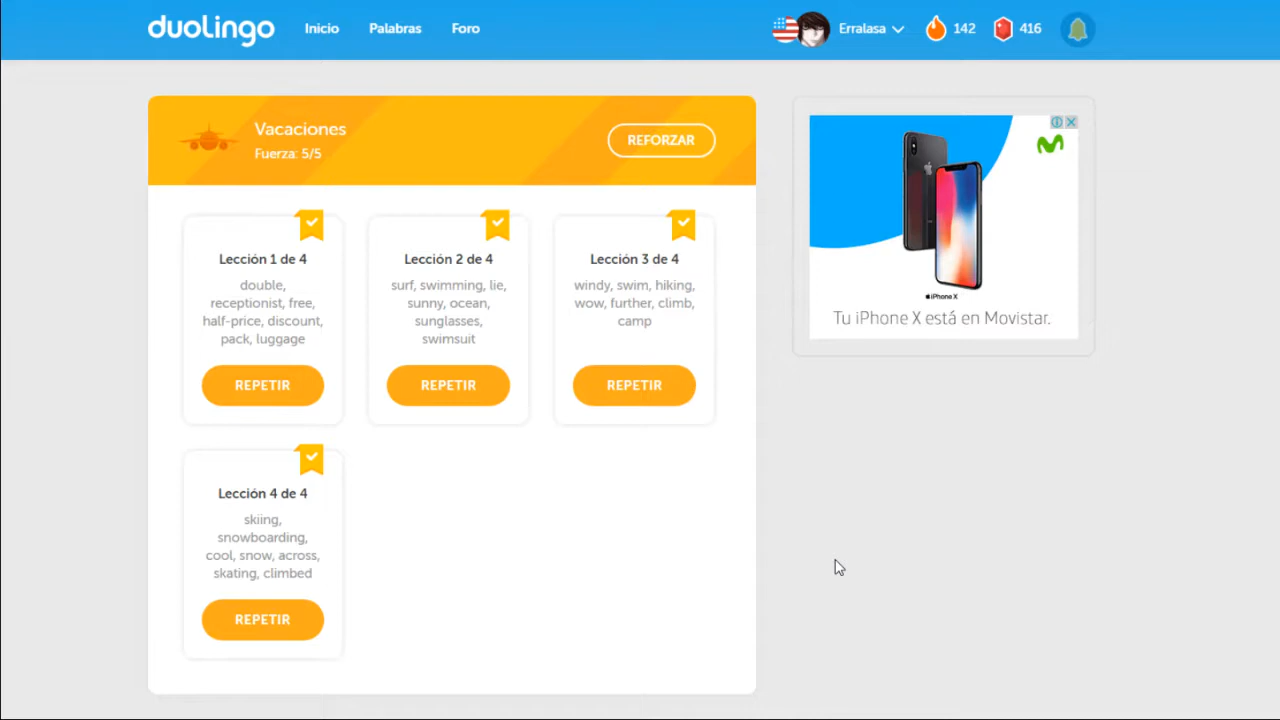 duolingo
Inicio
Palabras
Foro
Erralasa
142
416
Vacaciones
Fuerza: 5/5
REFORZAR
Lección 1 de 4
double,
receptionist, free,
half-price, discount,
pack, luggage
REPETIR
Lección 2 de 4
surf, swimming, lie,
sunny, ocean,
sunglasses,
swimsuit
REPETIR
Lección 3 de 4
windy, swim, hiking,
wow, further, climb,
camp
REPETIR
Lección 4 de 4
skiing,
snowboarding,
cool, snow, across,
skating, climbed
REPETIR
iPhone X
Tu iPhone X está en Movistar.